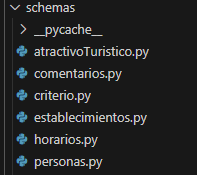 schemas
__pycache__
atractivoTuristico.py
comentarios.py
criterio.py
establecimientos.py
horarios.py
personas.py